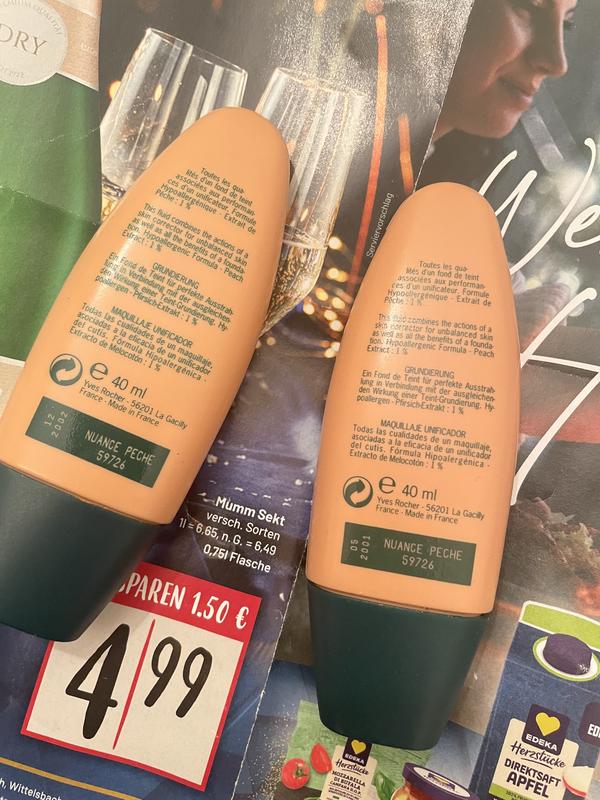 DRY
Toutes les qua-
lités d'un fond de teint
associées aux performan-
ces d'un unificateur. Formule
Hypoallergénique - Extrait de
Pêche : 1 %
This fluid combines the actions of a
skin corrector for unbalanced skin
as well as all the benefits of a founda-
tion. Hypoallergenic Formula - Peach
Extract : 1 %
GRUNDIERUNG
Ein Fond de Teint für perfekte Ausstrah-
lung in Verbindung mit der ausgleichen-
den Wirkung einer Teint-Grundierung. Hy-
poallergen - Pfirsich-Extrakt : 1 %
MAQUILLAJE UNIFICADOR
Todas las cualidades de un maquillaje,
asociadas a la eficacia de un unificador
del cutis. Fórmula Hipoalergénica -
Extracto de Melocotón : 1 %
e 40 ml
Yves Rocher - 56201 La Gacilly
France - Made in France
12
2002
NUANCE PECHE
59726
Toutes les qua-
lités d'un fond de teint
associées aux performan-
ces d'un unificateur. Formule
Hypoallergénique - Extrait de
Pêche : 1 %
This fluid combines the actions of a
skin corrector for unbalanced skin
as well as all the benefits of a founda-
tion. Hypoallergenic Formula - Peach
Extract : 1 %
GRUNDIERUNG
Ein Fond de Teint für perfekte Ausstrah-
lung in Verbindung mit der ausgleichen-
den Wirkung einer Teint-Grundierung. Hy-
poallergen - Pfirsich-Extrakt : 1 %
MAQUILLAJE UNIFICADOR
Todas las cualidades de un maquillaje,
asociadas a la eficacia de un unificador
del cutis. Fórmula Hipoalergénica -
Extracto de Melocotón : 1 %
e 40 ml
Yves Rocher - 56201 La Gacilly
France - Made in France
05
2001
NUANCE PECHE
59726
Serviervorschlag
We
Mumm Sekt
versch. Sorten
1l = 6,65, n. G. = 6,49
0,75l Flasche
SPAREN 1.50 €
4 99
EDEKA
Herzstücke
MOZZARELLA
DI BUFALA
CAMPANA
EDEKA
Herzstücke
DIREKTSAFT
APFEL